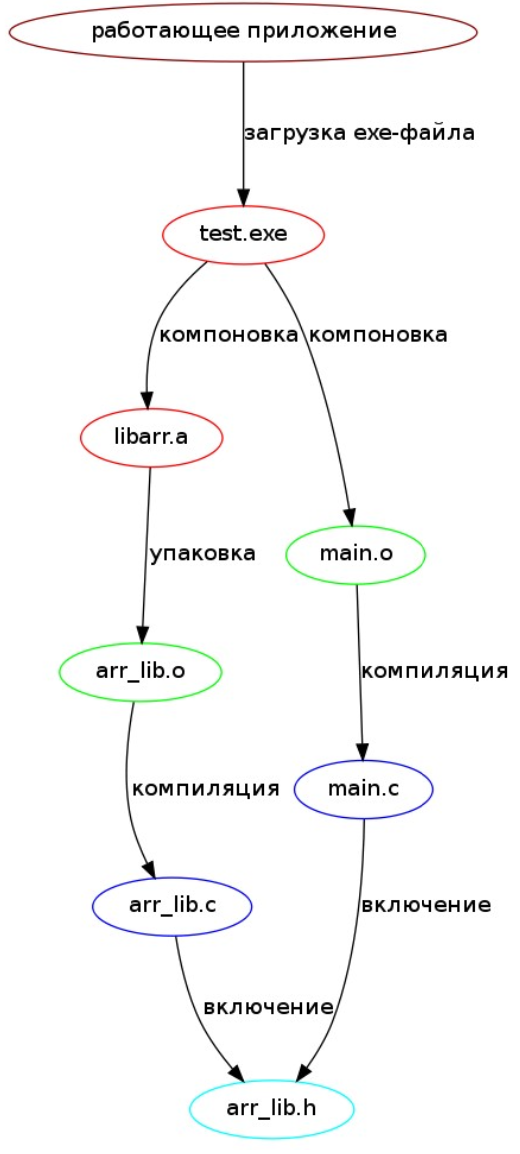 работающее приложение
загрузка exe-файла
test.exe
компоновка
компоновка
libarr.a
упаковка
main.o
arr_lib.o
компиляция
компиляция
main.c
arr_lib.c
включение
включение
arr_lib.h